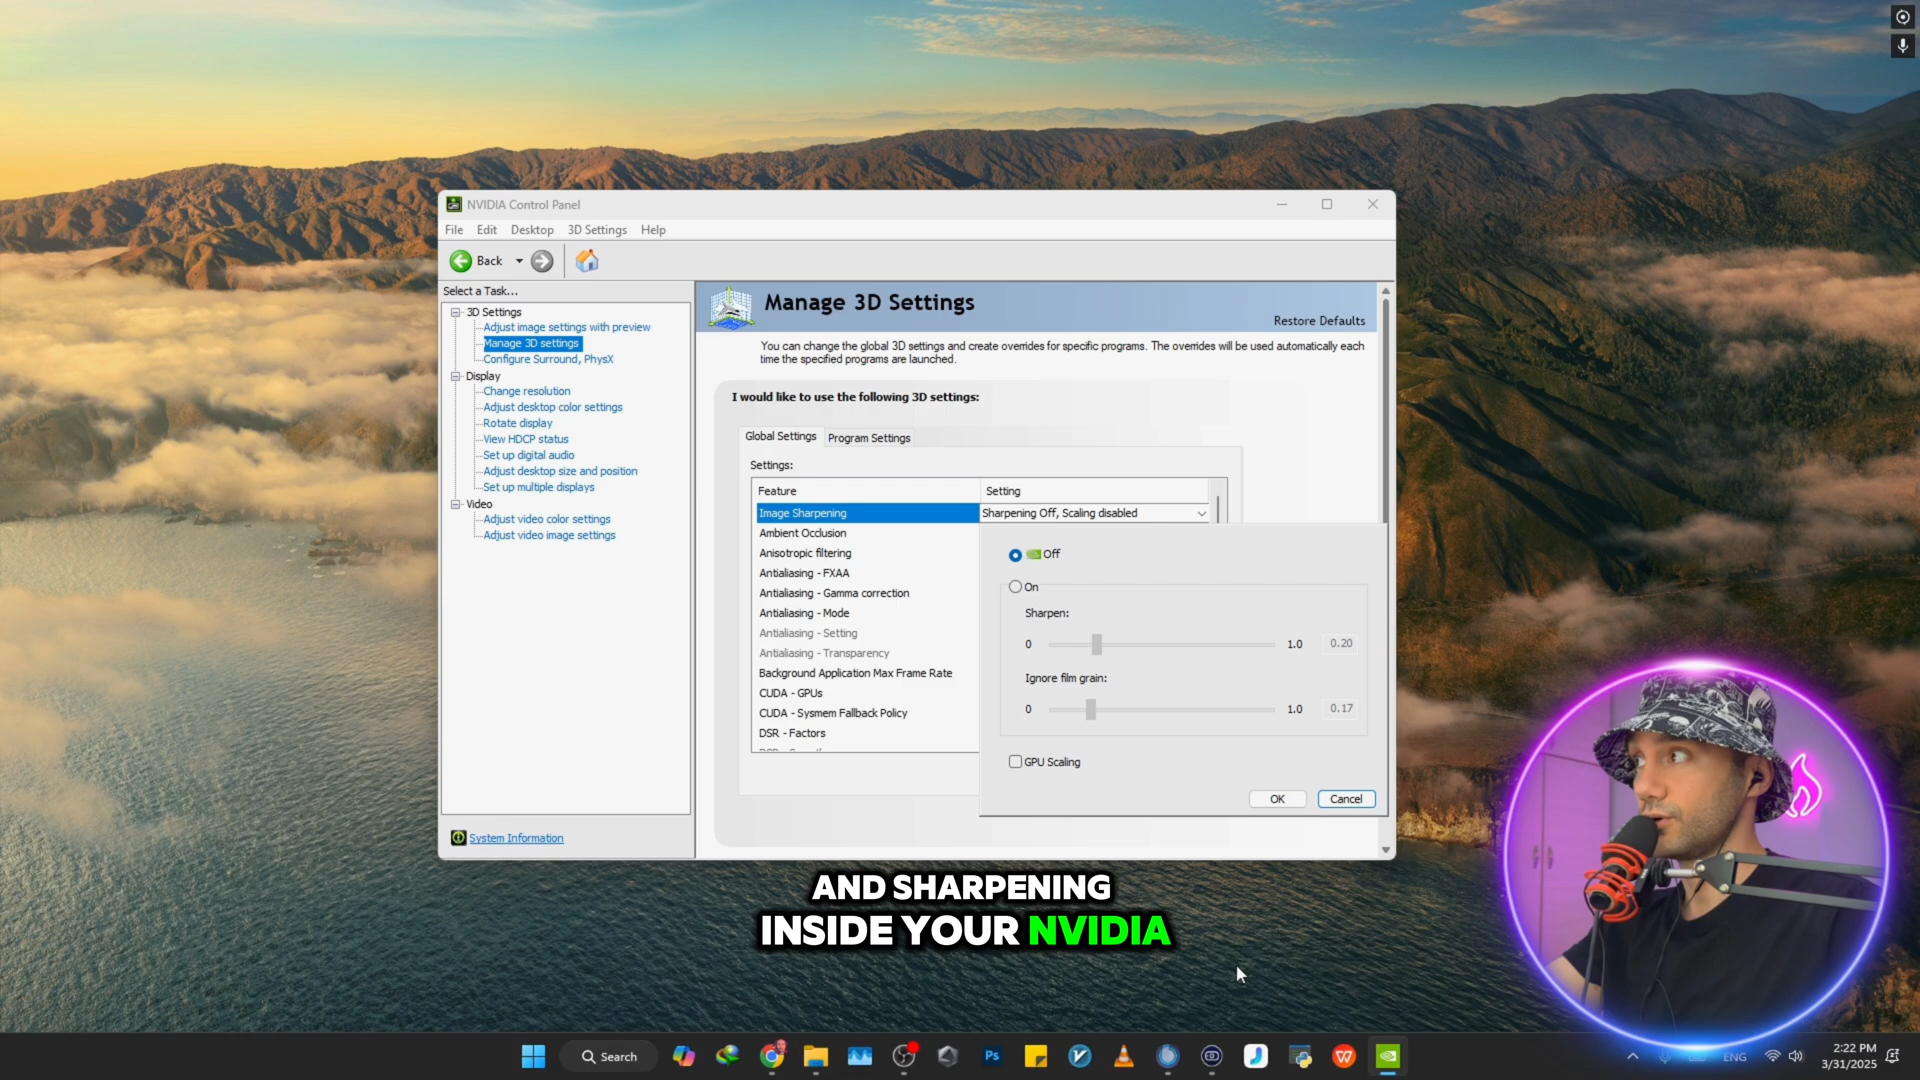 NVIDIA Control Panel
File Edit Desktop 3D Settings Help
Back
Select a Task...
3D Settings
Adjust image settings with preview
Manage 3D settings
Configure Surround, PhysX
Display
Change resolution
Adjust desktop color settings
Rotate display
View HDCP status
Set up digital audio
Adjust desktop size and position
Set up multiple displays
Video
Adjust video color settings
Adjust video image settings
System Information
Manage 3D Settings
Restore Defaults
You can change the global 3D settings and create overrides for specific programs. The overrides will be used automatically each
time the specified programs are launched.
I would like to use the following 3D settings:
Global Settings Program Settings
Settings:
Feature Setting
Image Sharpening Sharpening Off, Scaling disabled
Ambient Occlusion
Anisotropic filtering
Antialiasing - FXAA
Antialiasing - Gamma correction
Antialiasing - Mode
Antialiasing - Setting
Antialiasing - Transparency
Background Application Max Frame Rate
CUDA - GPUs
CUDA - Sysmem Fallback Policy
DSR - Factors
Off
On
Sharpen:
0 1.0 0.20
Ignore film grain:
0 1.0 0.17
GPU Scaling
OK Cancel
AND SHARPENING
INSIDE YOUR NVIDIA
Search
Ps
ENG
2:22 PM
3/31/2025